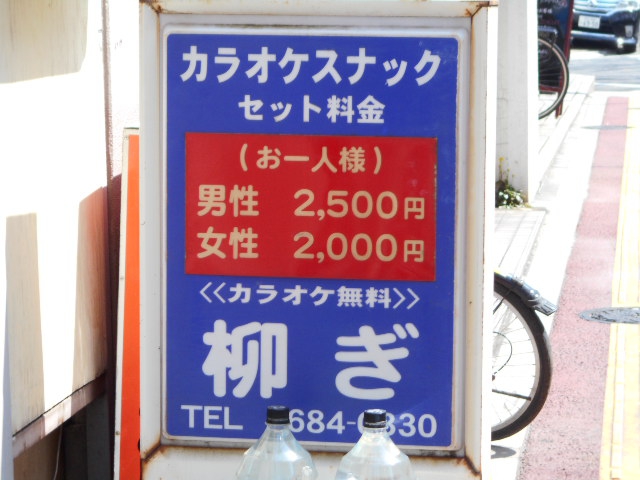 カラオケスナック
セット料金
(お一人様)
男性 2,500円
女性 2,000円
<<カラオケ無料>>
柳ぎ
TEL 684-0330